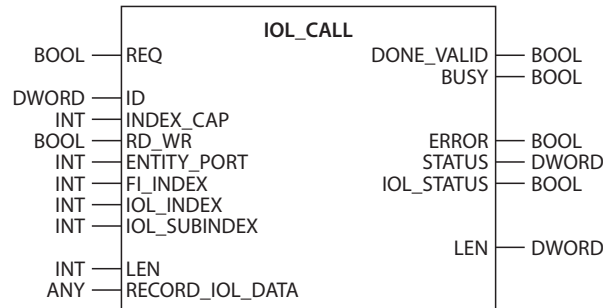 IOL_CALL
BOOL REQ DONE_VALID BOOL
BUSY BOOL
DWORD ID
INT INDEX_CAP
BOOL RD_WR ERROR BOOL
INT ENTITY_PORT STATUS DWORD
INT FI_INDEX IOL_STATUS BOOL
INT IOL_INDEX
INT IOL_SUBINDEX
LEN DWORD
INT LEN
ANY RECORD_IOL_DATA